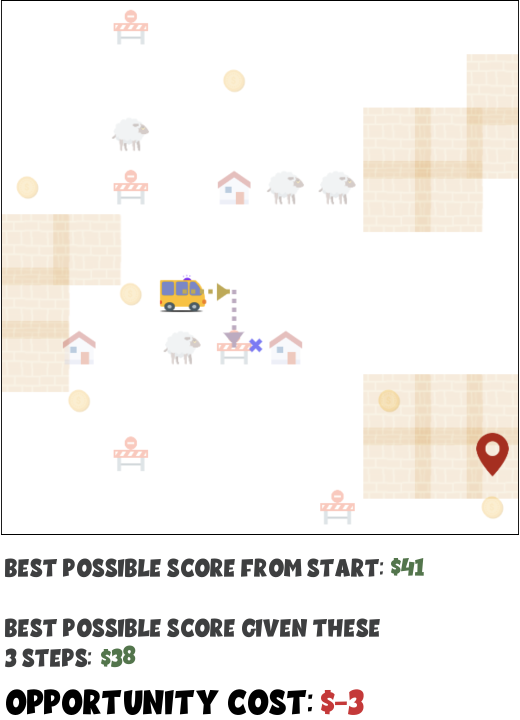 BEST POSSIBLE SCORE FROM START: $41
BEST POSSIBLE SCORE GIVEN THESE
3 STEPS: $38
OPPORTUNITY COST: $-3